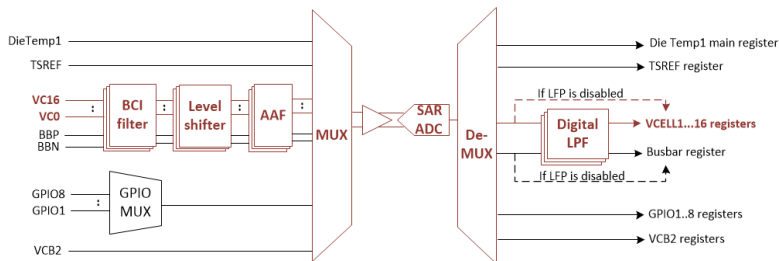 DieTemp1
TSREF
VC16
:
VC0
BBP
BBN
BCI
filter
:
Level
shifter
:
AAF
:
MUX
SAR
ADC
De-
MUX
Die Temp1 main register
TSREF register
If LFP is disabled
Digital
LPF
VCELL1...16 registers
Busbar register
If LFP is disabled
GPIO8
:
GPIO1
GPIO
MUX
GPIO1..8 registers
VCB2
VCB2 registers